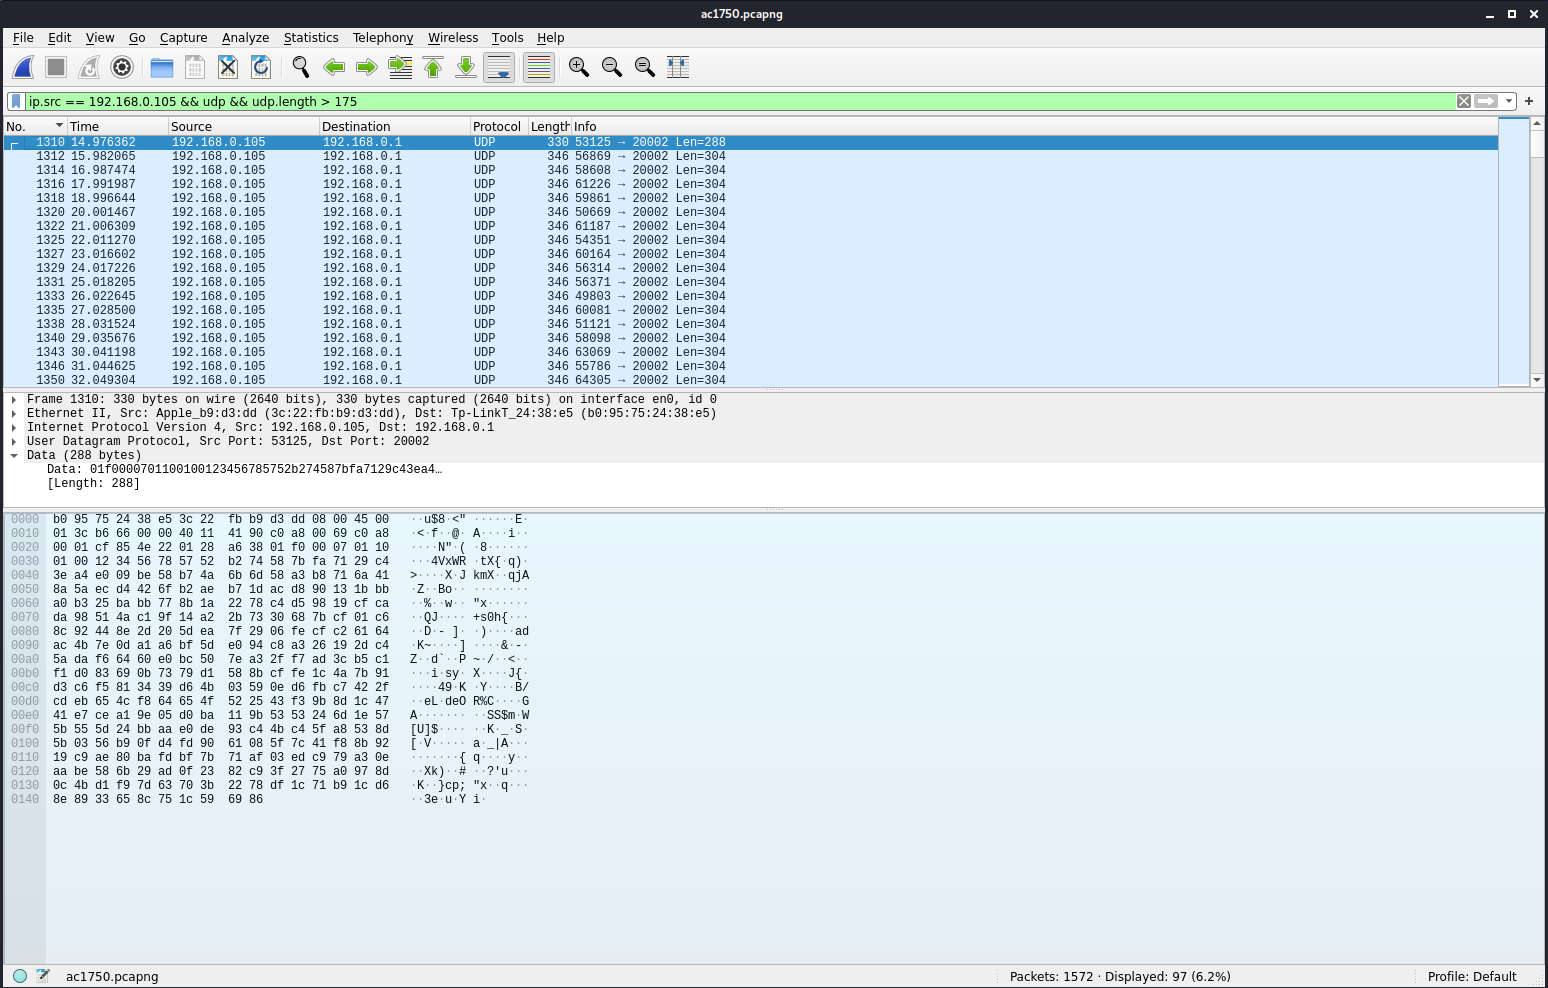 ac1750.pcapng
File Edit View Go Capture Analyze Statistics Telephony Wireless Tools Help
ip.src == 192.168.0.105 && udp && udp.length > 175
No. Time Source Destination Protocol Length Info
1310 14.976362 192.168.0.105 192.168.0.1 UDP 330 53125 → 20002 Len=288
1312 15.982065 192.168.0.105 192.168.0.1 UDP 346 56869 → 20002 Len=304
1314 16.987474 192.168.0.105 192.168.0.1 UDP 346 58608 → 20002 Len=304
1316 17.991987 192.168.0.105 192.168.0.1 UDP 346 61226 → 20002 Len=304
1318 18.996644 192.168.0.105 192.168.0.1 UDP 346 59861 → 20002 Len=304
1320 20.001467 192.168.0.105 192.168.0.1 UDP 346 50669 → 20002 Len=304
1322 21.006309 192.168.0.105 192.168.0.1 UDP 346 61187 → 20002 Len=304
1325 22.011270 192.168.0.105 192.168.0.1 UDP 346 54351 → 20002 Len=304
1327 23.016602 192.168.0.105 192.168.0.1 UDP 346 60164 → 20002 Len=304
1329 24.017226 192.168.0.105 192.168.0.1 UDP 346 56314 → 20002 Len=304
1331 25.018205 192.168.0.105 192.168.0.1 UDP 346 56371 → 20002 Len=304
1333 26.022645 192.168.0.105 192.168.0.1 UDP 346 49803 → 20002 Len=304
1335 27.028500 192.168.0.105 192.168.0.1 UDP 346 60081 → 20002 Len=304
1338 28.031524 192.168.0.105 192.168.0.1 UDP 346 51121 → 20002 Len=304
1340 29.035676 192.168.0.105 192.168.0.1 UDP 346 58098 → 20002 Len=304
1343 30.041198 192.168.0.105 192.168.0.1 UDP 346 63069 → 20002 Len=304
1346 31.044625 192.168.0.105 192.168.0.1 UDP 346 55786 → 20002 Len=304
1350 32.049304 192.168.0.105 192.168.0.1 UDP 346 64305 → 20002 Len=304
Frame 1310: 330 bytes on wire (2640 bits), 330 bytes captured (2640 bits) on interface en0, id 0
Ethernet II, Src: Apple_b9:d3:dd (3c:22:fb:b9:d3:dd), Dst: Tp-LinkT_24:38:e5 (b0:95:75:24:38:e5)
Internet Protocol Version 4, Src: 192.168.0.105, Dst: 192.168.0.1
User Datagram Protocol, Src Port: 53125, Dst Port: 20002
Data (288 bytes)
Data: 01f0000701100100123456785752b274587bfa7129c43ea4…
[Length: 288]
0000 b0 95 75 24 38 e5 3c 22 fb b9 d3 dd 08 00 45 00 ··u$8·<" ······E·
0010 01 3c b6 66 00 00 40 11 41 90 c0 a8 00 69 c0 a8 ·<·f··@· A····i··
0020 00 01 cf 85 4e 22 01 28 a6 38 01 f0 00 07 01 10 ····N"·( ·8······
0030 01 00 12 34 56 78 57 52 b2 74 58 7b fa 71 29 c4 ···4VxWR ·tX{·q)·
0040 3e a4 e0 09 be 58 b7 4a 6b 6d 58 a3 b8 71 6a 41 >····X·J kmX··qjA
0050 8a 5a ec d4 42 6f b2 ae b7 1d ac d8 90 13 1b bb ·Z··Bo·· ········
0060 a0 b3 25 ba bb 77 8b 1a 22 78 c4 d5 98 19 cf ca ··%··w·· "x······
0070 da 98 51 4a c1 9f 14 a2 2b 73 30 68 7b cf 01 c6 ··QJ···· +s0h{···
0080 8c 92 44 8e 2d 20 5d ea 7f 29 06 fe cf c2 61 64 ··D·- ]· ·)····ad
0090 ac 4b 7e 0d a1 a6 bf 5d e0 94 c8 a3 26 19 2d c4 ·K~····] ····&·-·
00a0 5a da f6 64 60 e0 bc 50 7e a3 2f f7 ad 3c b5 c1 Z··d`··P ~·/··<··
00b0 f1 d0 83 69 0b 73 79 d1 58 8b cf fe 1c 4a 7b 91 ···i·sy· X····J{·
00c0 d3 c6 f5 81 34 39 d6 4b 03 59 0e d6 fb c7 42 2f ····49·K ·Y····B/
00d0 cd eb 65 4c f8 64 65 4f 52 25 43 f3 9b 8d 1c 47 ··eL·deO R%C····G
00e0 41 e7 ce a1 9e 05 d0 ba 11 9b 53 53 24 6d 1e 57 A······· ··SS$m·W
00f0 5b 55 5d 24 bb aa e0 de 93 c4 4b c4 5f a8 53 8d [U]$···· ··K·_·S·
0100 5b 03 56 b9 0f d4 fd 90 61 08 5f 7c 41 f8 8b 92 [·V····· a·_|A···
0110 19 c9 ae 80 ba fd bf 7b 71 af 03 ed c9 79 a3 0e ·······{ q····y··
0120 aa be 58 6b 29 ad 0f 23 82 c9 3f 27 75 a0 97 8d ··Xk)··# ··?'u···
0130 0c 4b d1 f9 7d 63 70 3b 22 78 df 1c 71 b9 1c d6 ·K··}cp; "x··q···
0140 8e 89 33 65 8c 75 1c 59 69 86 ··3e·u·Y i·
ac1750.pcapng Packets: 1572 · Displayed: 97 (6.2%) Profile: Default